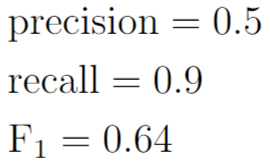 precision = 0.5
recall = 0.9
F₁ = 0.64